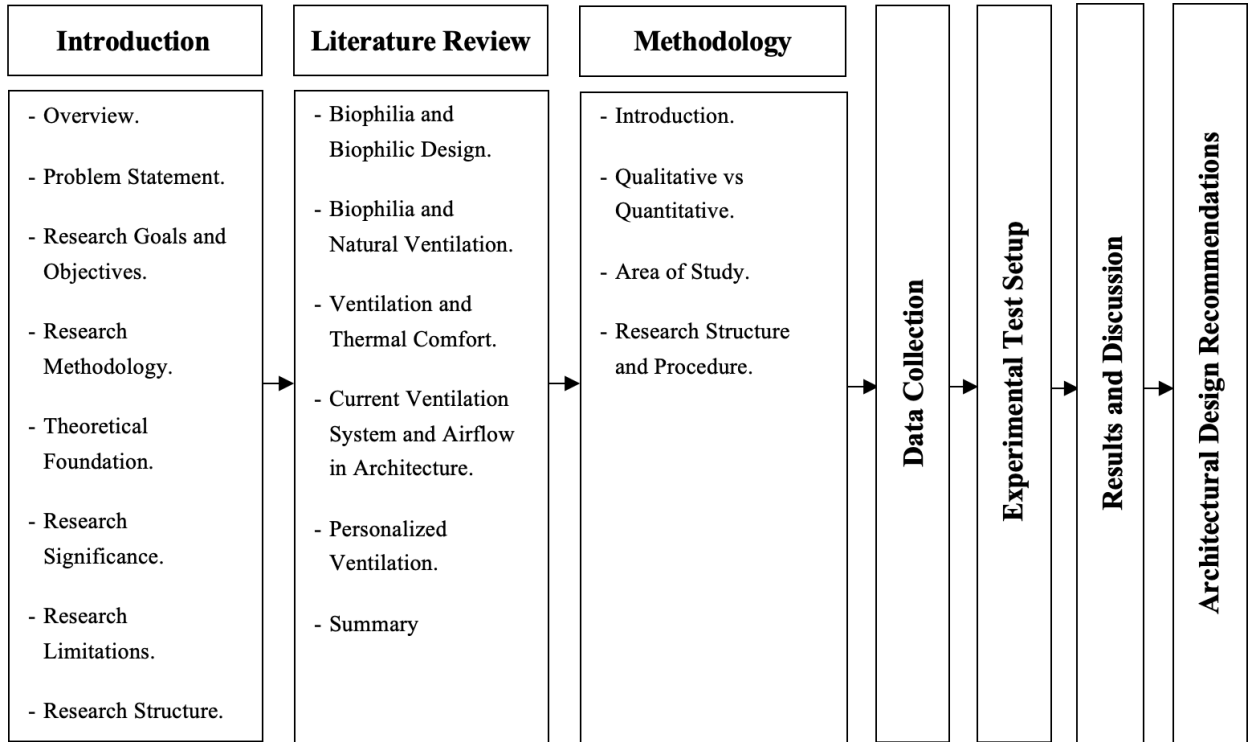 Introduction
- Overview.
- Problem Statement.
- Research Goals and
Objectives.
- Research
Methodology.
- Theoretical
Foundation.
- Research
Significance.
- Research
Limitations.
- Research Structure.
Literature Review
- Biophilia and
Biophilic Design.
- Biophilia and
Natural Ventilation.
- Ventilation and
Thermal Comfort.
- Current Ventilation
System and Airflow
in Architecture.
- Personalized
Ventilation.
- Summary
Methodology
- Introduction.
- Qualitative vs
Quantitative.
- Area of Study.
- Research Structure
and Procedure.
Data Collection
Experimental Test Setup
Results and Discussion
Architectural Design Recommendations